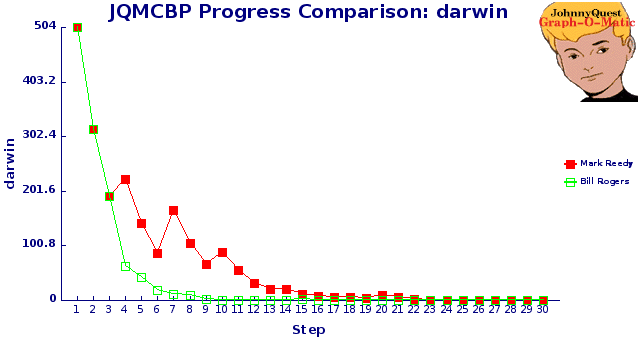 JQMCBP Progress Comparison: darwin
JohnnyQuest
Graph-O-Matic
504
403.2
302.4
201.6
100.8
0
darwin
1 2 3 4 5 6 7 8 9 10 11 12 13 14 15 16 17 18 19 20 21 22 23 24 25 26 27 28 29 30
Step
Mark Reedy
Bill Rogers